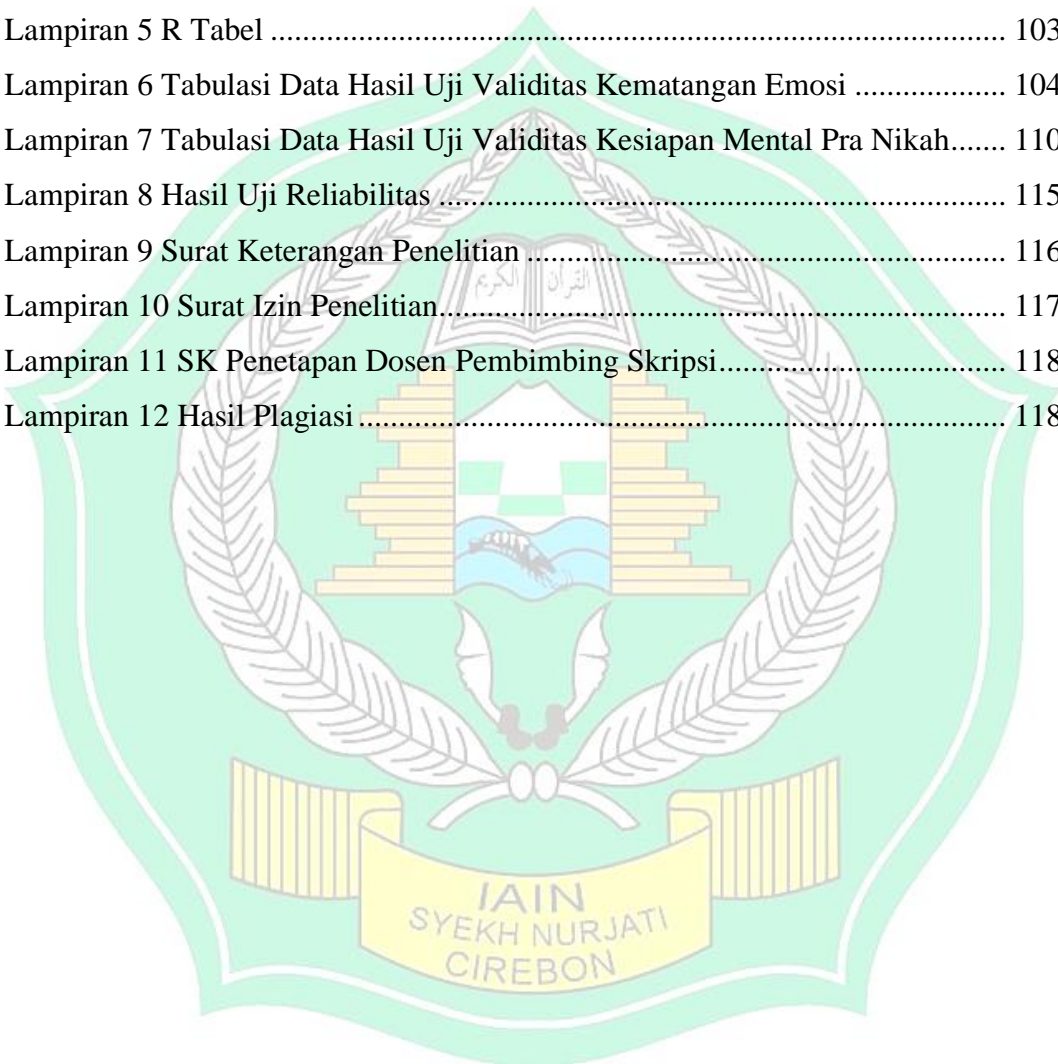 Lampiran 5 R Tabel ................................................................................. 103
Lampiran 6 Tabulasi Data Hasil Uji Validitas Kematangan Emosi .................. 104
Lampiran 7 Tabulasi Data Hasil Uji Validitas Kesiapan Mental Pra Nikah....... 110
Lampiran 8 Hasil Uji Reliabilitas ............................................................... 115
Lampiran 9 Surat Keterangan Penelitian ..................................................... 116
Lampiran 10 Surat Izin Penelitian............................................................... 117
Lampiran 11 SK Penetapan Dosen Pembimbing Skripsi................................ 118
Lampiran 12 Hasil Plagiasi ........................................................................ 118
القرآن الكريم
IAIN
SYEKH NURJATI
CIREBON